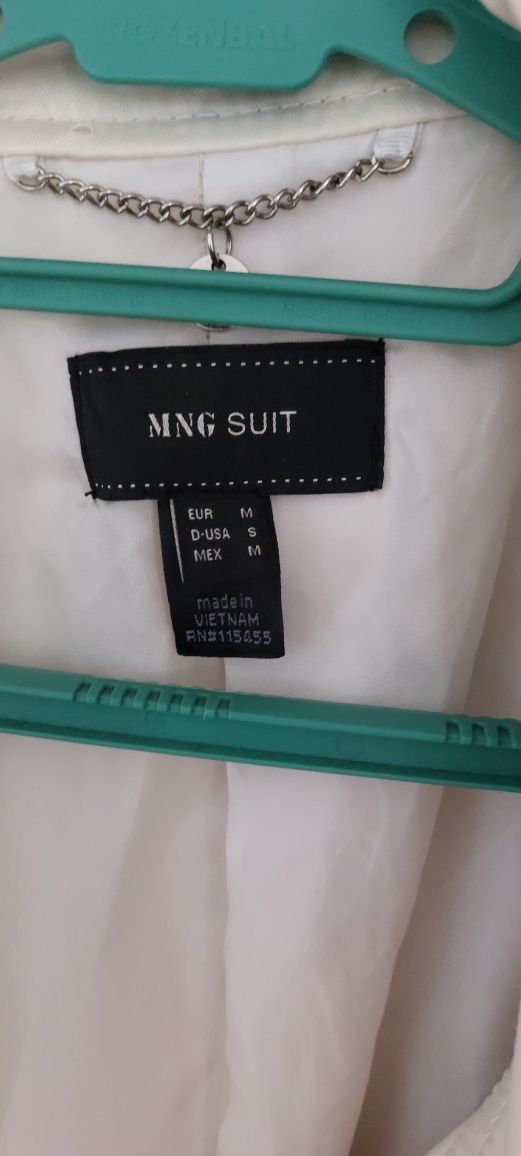 ROZENBAL
MNG SUIT
EUR M
D-USA S
MEX M
made in
VIETNAM
RN#115455